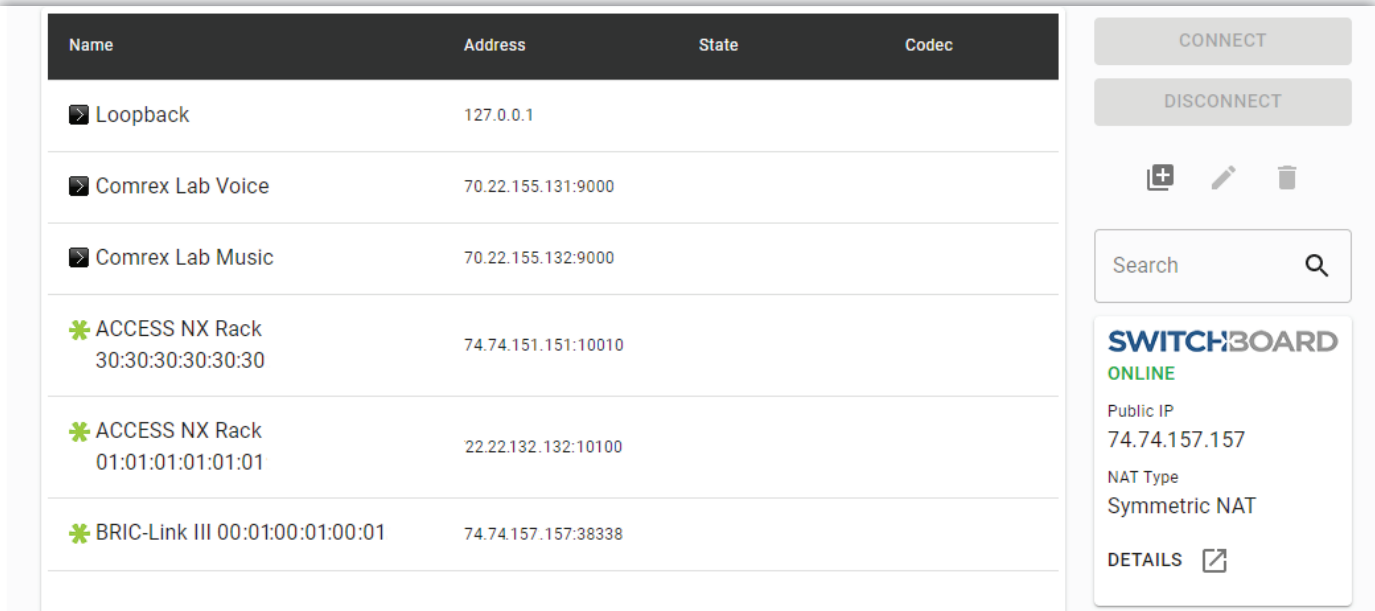 Name Address State Codec
Loopback 127.0.0.1
Comrex Lab Voice 70.22.155.131:9000
Comrex Lab Music 70.22.155.132:9000
ACCESS NX Rack
30:30:30:30:30:30 74.74.151.151:10010
ACCESS NX Rack
01:01:01:01:01:01 22.22.132.132:10100
BRIC-Link III 00:01:00:01:00:01 74.74.157.157:38338
CONNECT
DISCONNECT
Search
SWITCHBOARD
ONLINE
Public IP
74.74.157.157
NAT Type
Symmetric NAT
DETAILS